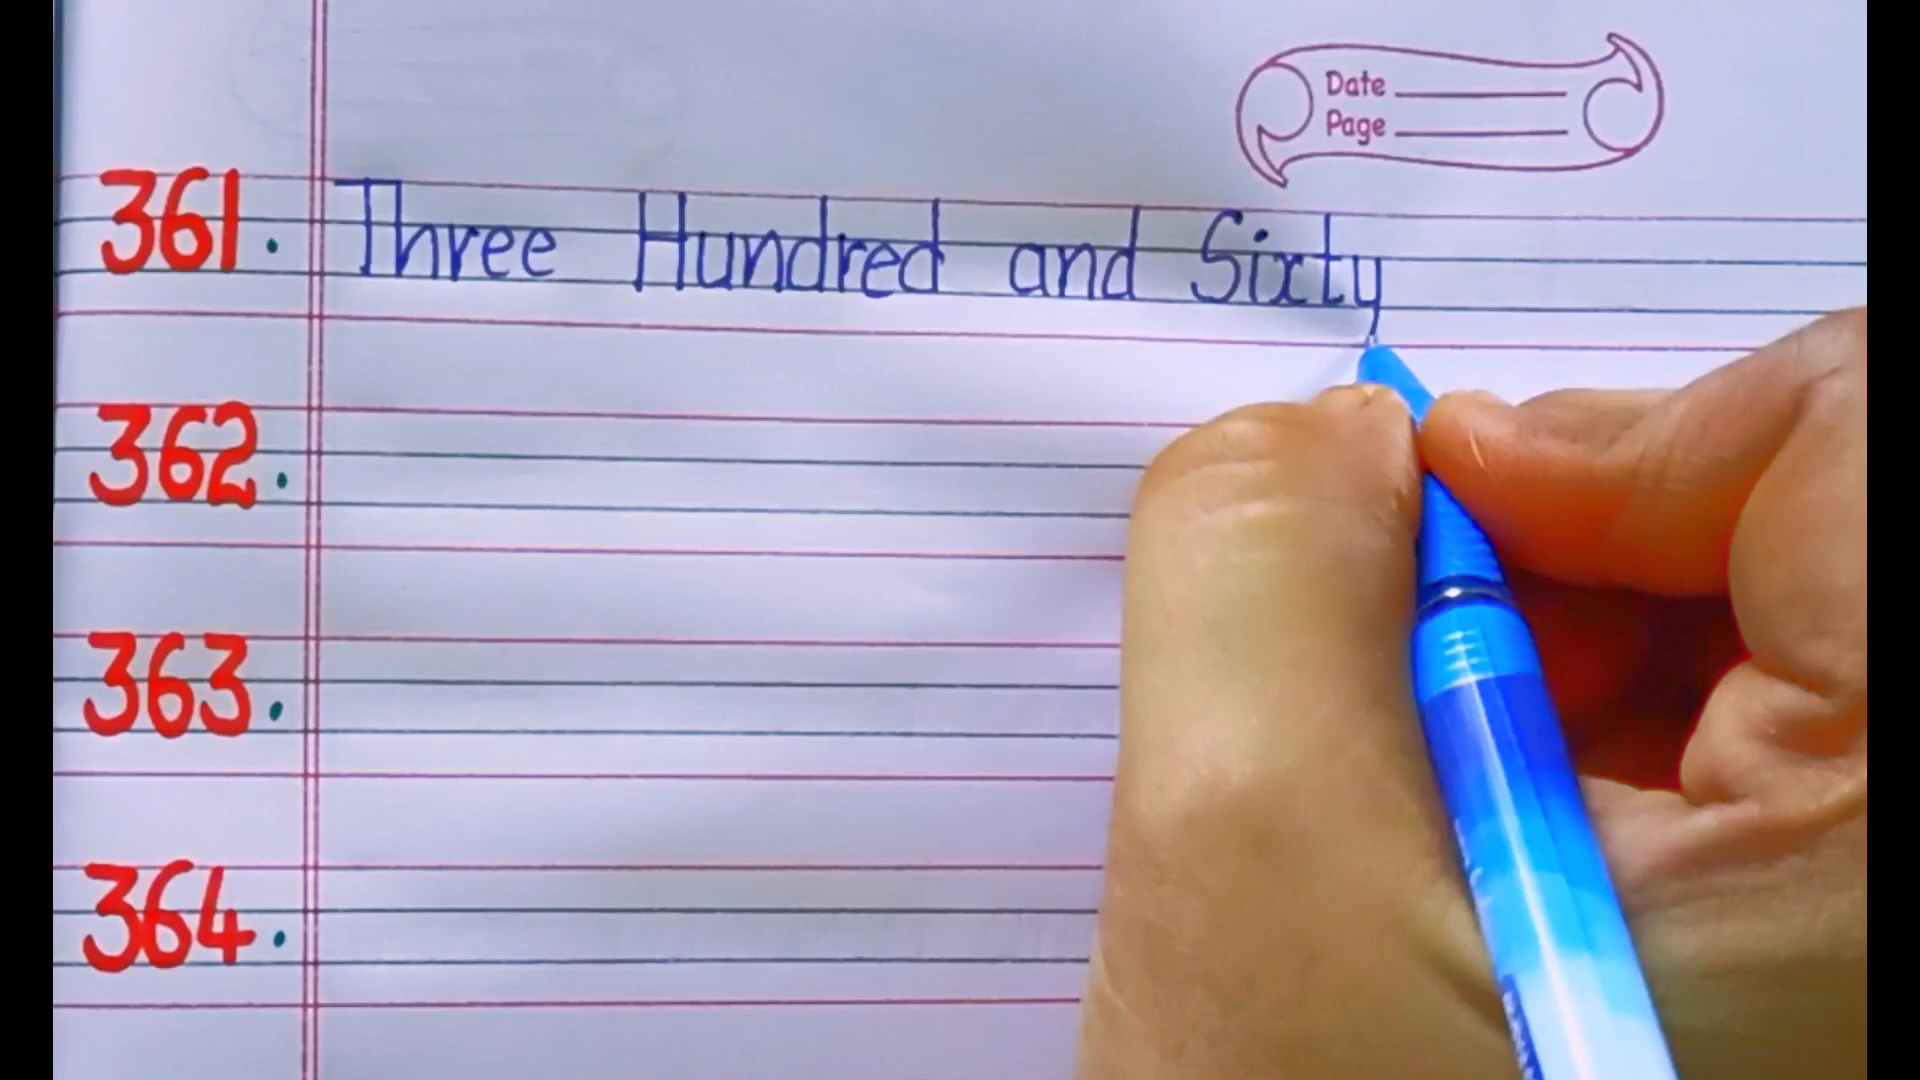 Date
Page
361. Three Hundred and Sixty
362.
363.
364.